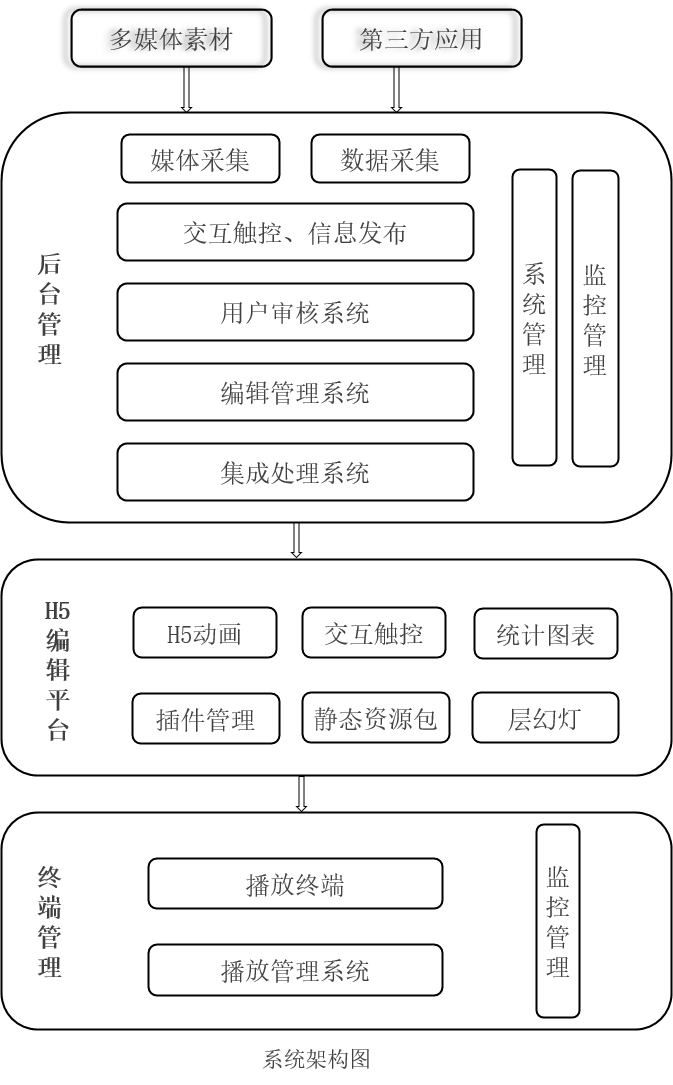 多媒体素材
第三方应用
后台管理
媒体采集
数据采集
交互触控、信息发布
用户审核系统
编辑管理系统
集成处理系统
系统管理
监控管理
H5编辑平台
H5动画
交互触控
统计图表
插件管理
静态资源包
层幻灯
终端管理
播放终端
播放管理系统
监控管理
系统架构图